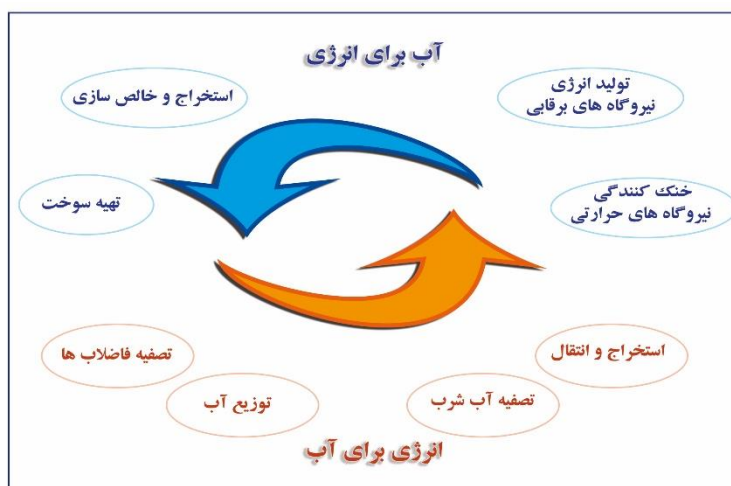 آب برای انرژی
تولید انرژی
نیروگاه های برقابی
استخراج و خالص سازی
خنک کنندگی
نیروگاه های حرارتی
تهیه سوخت
استخراج و انتقال
تصفیه فاضلاب ها
تصفیه آب شرب
توزیع آب
انرژی برای آب